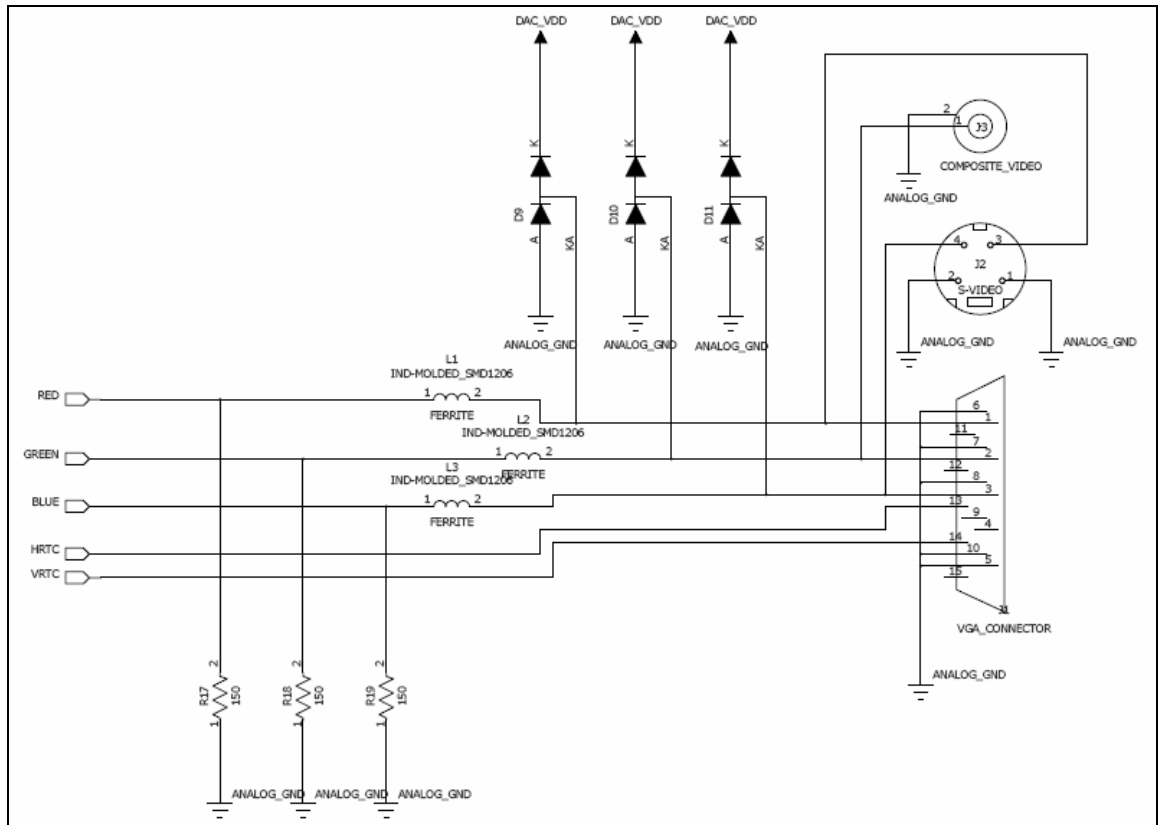 DAC_VDD DAC_VDD DAC_VDD
2
1 J3
COMPOSITE_VIDEO
ANALOG_GND
K K K
D9 D10 D11
A KA A KA A KA
4 3
J2
2 1
S-VIDEO
ANALOG_GND ANALOG_GND ANALOG_GND
ANALOG_GND ANALOG_GND
L1
IND-MOLDED_SMD1206
RED 1 2
FERRITE
L2
IND-MOLDED_SMD1206
GREEN 1 2
FERRITE
L3
IND-MOLDED_SMD1206
BLUE 1 2
FERRITE
HRTC
VRTC
6
1
11
7
2
12
8
3
13
9
4
14
10
5
15
J1
VGA_CONNECTOR
ANALOG_GND
2 2 2
R17 150 R18 150 R19 150
1 1 1
ANALOG_GND ANALOG_GND ANALOG_GND